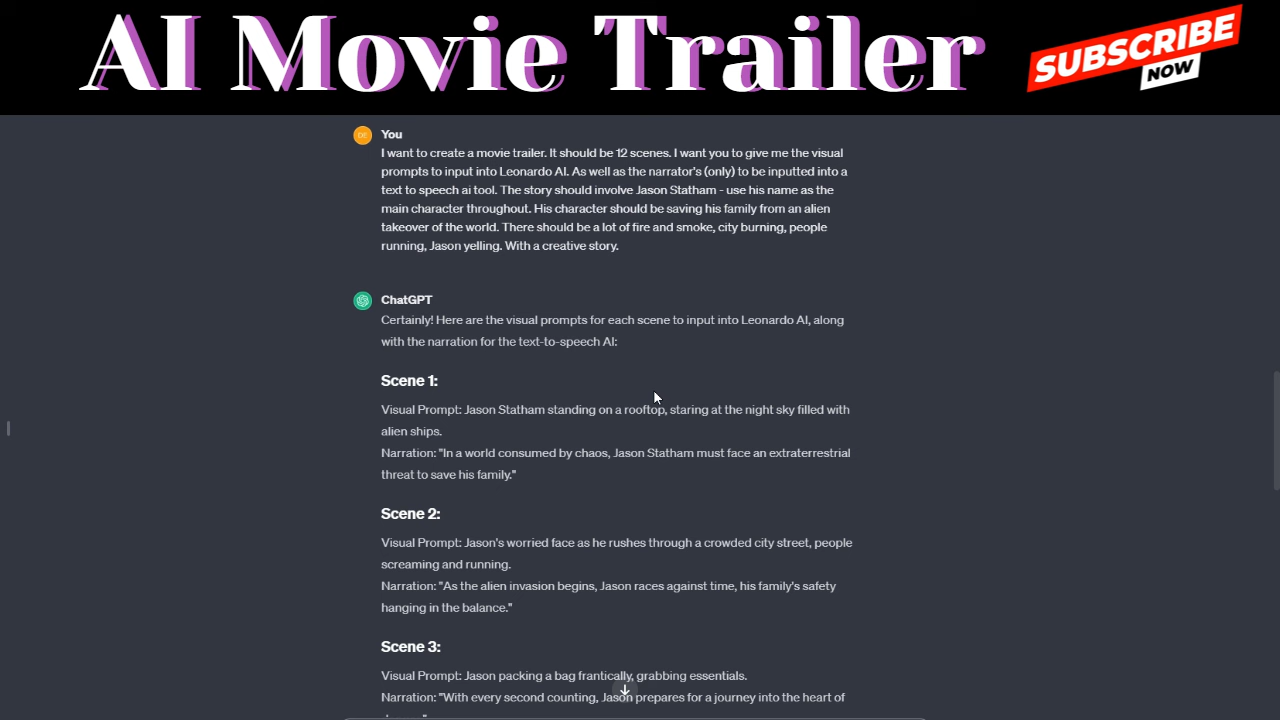 AI Movie Trailer
SUBSCRIBE
NOW
You
I want to create a movie trailer. It should be 12 scenes. I want you to give me the visual
prompts to input into Leonardo AI. As well as the narrator's (only) to be inputted into a
text to speech ai tool. The story should involve Jason Statham - use his name as the
main character throughout. His character should be saving his family from an alien
takeover of the world. There should be a lot of fire and smoke, city burning, people
running, Jason yelling. With a creative story.
ChatGPT
Certainly! Here are the visual prompts for each scene to input into Leonardo AI, along
with the narration for the text-to-speech AI:
Scene 1:
Visual Prompt: Jason Statham standing on a rooftop, staring at the night sky filled with
alien ships.
Narration: "In a world consumed by chaos, Jason Statham must face an extraterrestrial
threat to save his family."
Scene 2:
Visual Prompt: Jason's worried face as he rushes through a crowded city street, people
screaming and running.
Narration: "As the alien invasion begins, Jason races against time, his family's safety
hanging in the balance."
Scene 3:
Visual Prompt: Jason packing a bag frantically, grabbing essentials.
Narration: "With every second counting, Jason prepares for a journey into the heart of